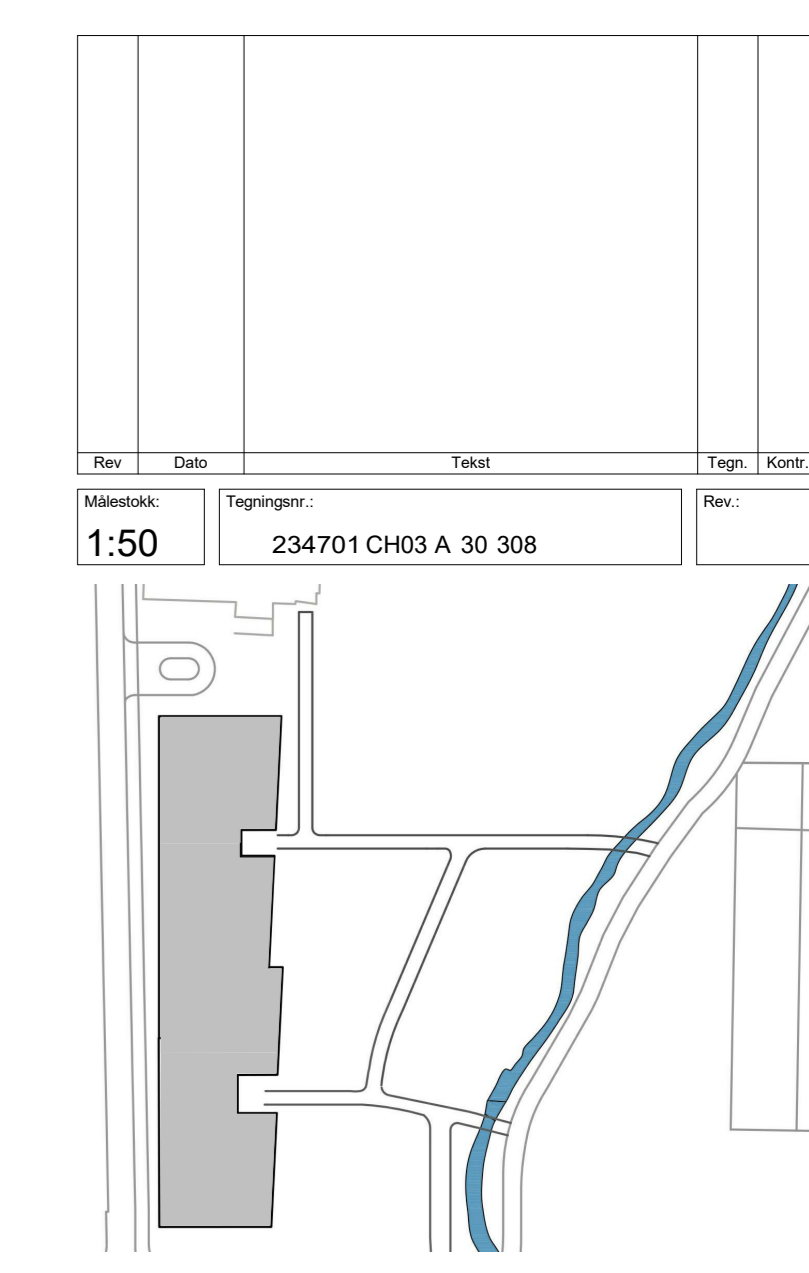 Rev Dato Tekst Tegn. Kontr.
Målestokk: Tegningsnr.: Rev.:
1:50 234701 CH03 A 30 308